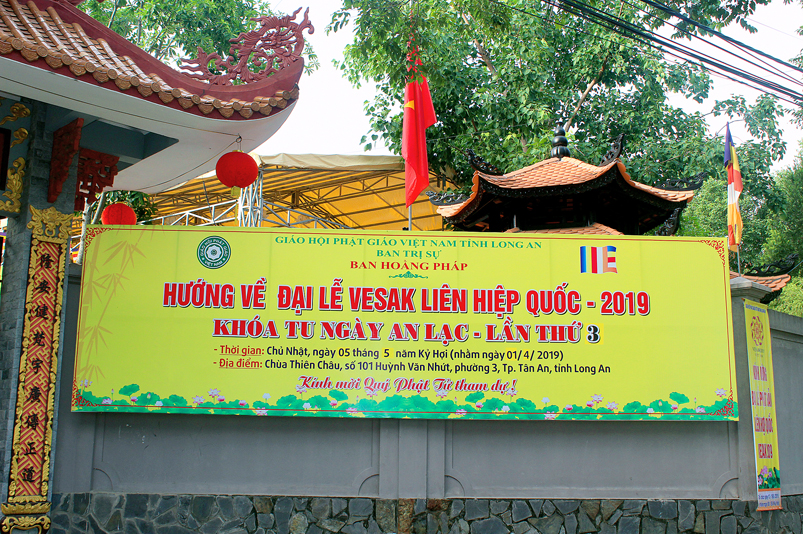 GIÁO HỘI PHẬT GIÁO VIỆT NAM TỈNH LONG AN
BAN TRỊ SỰ
BAN HOẰNG PHÁP
HƯỚNG VỀ ĐẠI LỄ VESAK LIÊN HIỆP QUỐC - 2019
KHÓA TU NGÀY AN LẠC - LẦN THỨ 3
- Thời gian: Chủ Nhật, ngày 05 tháng 5 năm Kỷ Hợi (nhằm ngày 01/4/2019)
- Địa điểm: Chùa Thiên Châu, số 101 Huỳnh Văn Nhứt, phường 3, Tp. Tân An, tỉnh Long An
Kính mời Quý Phật Tử tham dự!